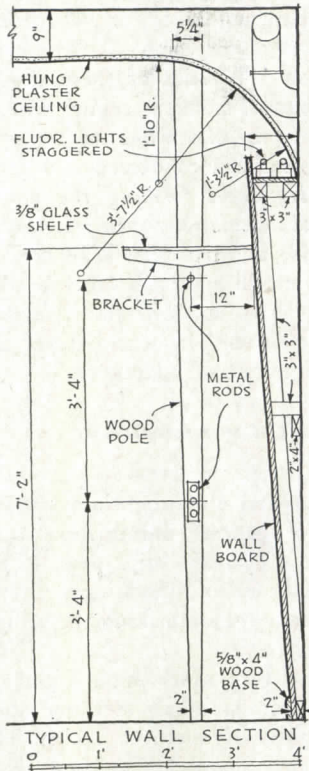 5¼"
9"
HUNG
PLASTER
CEILING
1'-10" R.
FLUOR. LIGHTS
STAGGERED
1'-3½" R.
3'-7½" R.
3" x 3"
3/8" GLASS
SHELF
BRACKET
12"
3" x 3"
METAL
RODS
3'-4"
WOOD
POLE
2" x 4"
7'-2"
WALL
BOARD
3'-4"
5/8" x 4"
WOOD
BASE
2"
2"
TYPICAL WALL SECTION
0 1' 2' 3' 4'